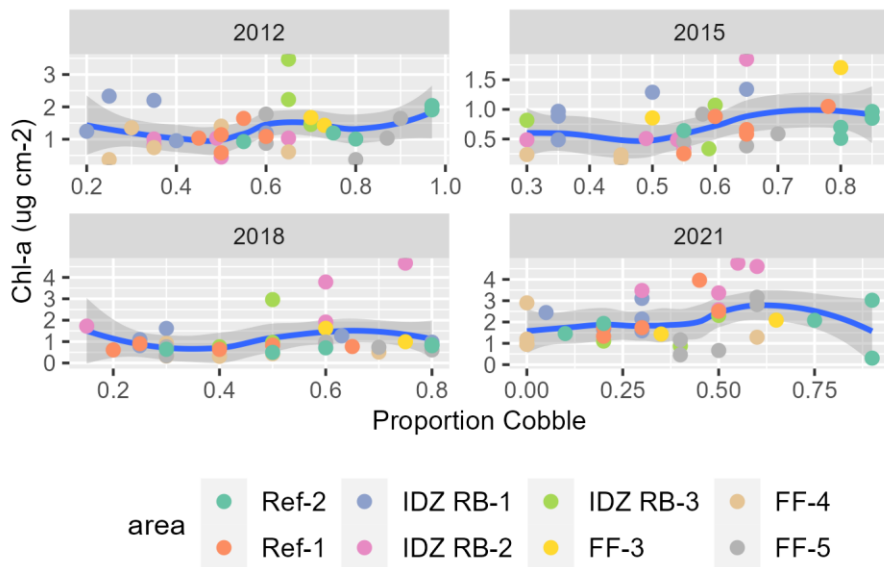 2012
2015
3
2
1
1.5
1.0
0.5
0.2 0.4 0.6 0.8 1.0
0.3 0.4 0.5 0.6 0.7 0.8
2018
2021
4
3
2
1
0
4
3
2
1
0
0.2 0.4 0.6 0.8
0.00 0.25 0.50 0.75
Chl-a (ug cm-2)
Proportion Cobble
area
Ref-2 IDZ RB-1 IDZ RB-3 FF-4
Ref-1 IDZ RB-2 FF-3 FF-5